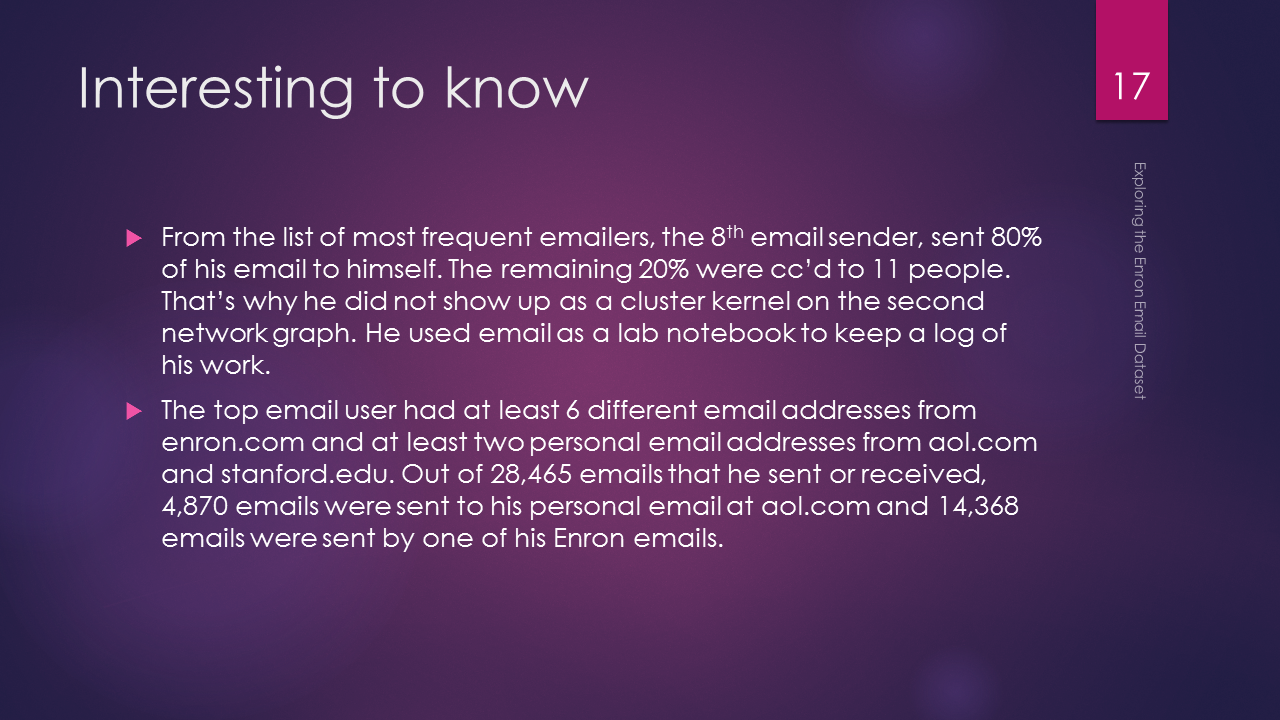 Interesting to know
17
From the list of most frequent emailers, the 8th email sender, sent 80%
of his email to himself. The remaining 20% were cc’d to 11 people.
That’s why he did not show up as a cluster kernel on the second
network graph. He used email as a lab notebook to keep a log of
his work.
The top email user had at least 6 different email addresses from
enron.com and at least two personal email addresses from aol.com
and stanford.edu. Out of 28,465 emails that he sent or received,
4,870 emails were sent to his personal email at aol.com and 14,368
emails were sent by one of his Enron emails.
Exploring the Enron Email Dataset